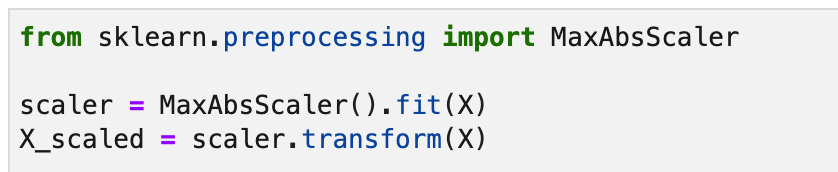 from sklearn.preprocessing import MaxAbsScaler
scaler = MaxAbsScaler().fit(X)
X_scaled = scaler.transform(X)